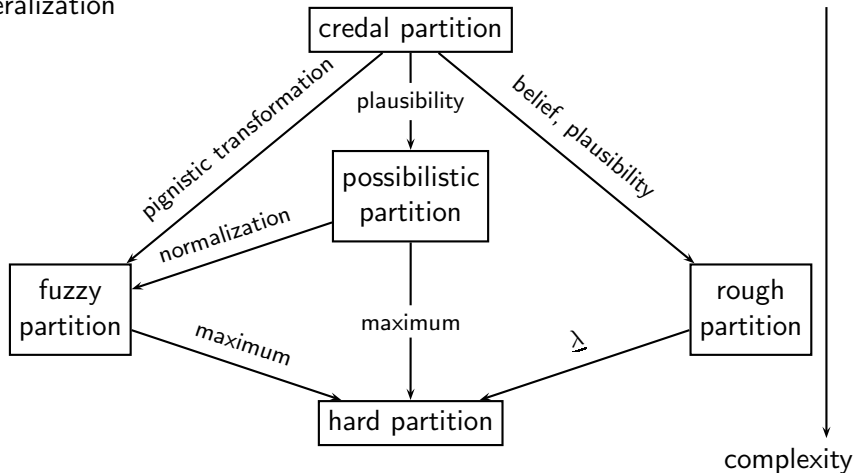 eralization
credal partition
pignistic transformation
plausibility
belief, plausibility
possibilistic
partition
normalization
fuzzy
partition
rough
partition
maximum
maximum
λ
hard partition
complexity